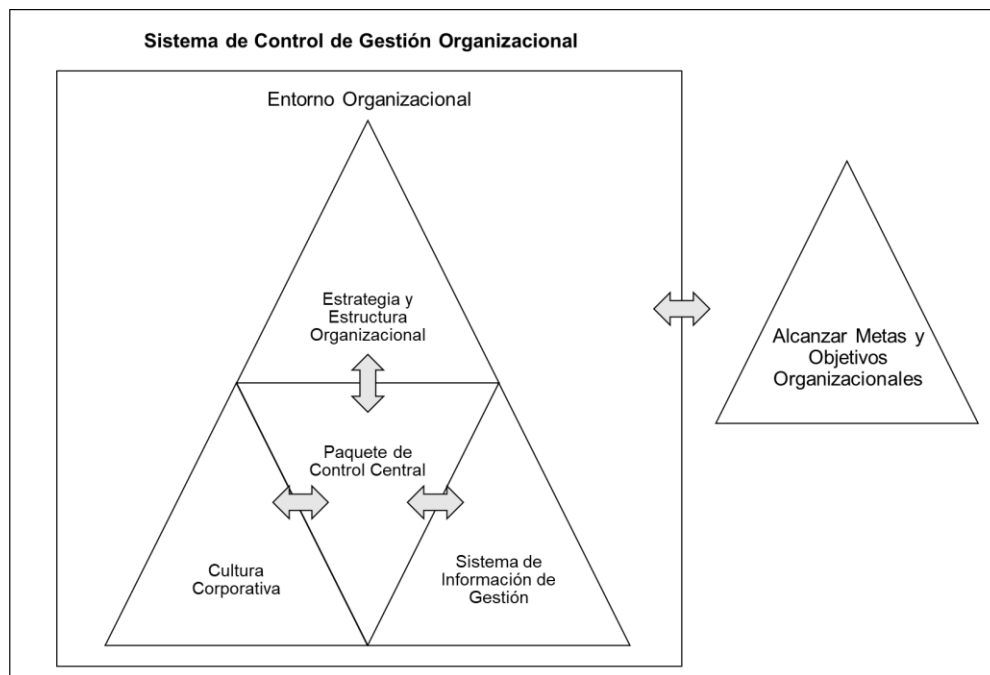 Sistema de Control de Gestión Organizacional
Entorno Organizacional
Estrategia y
Estructura
Organizacional
Paquete de
Control Central
Cultura
Corporativa
Sistema de
Información de
Gestión
Alcanzar Metas y
Objetivos
Organizacionales